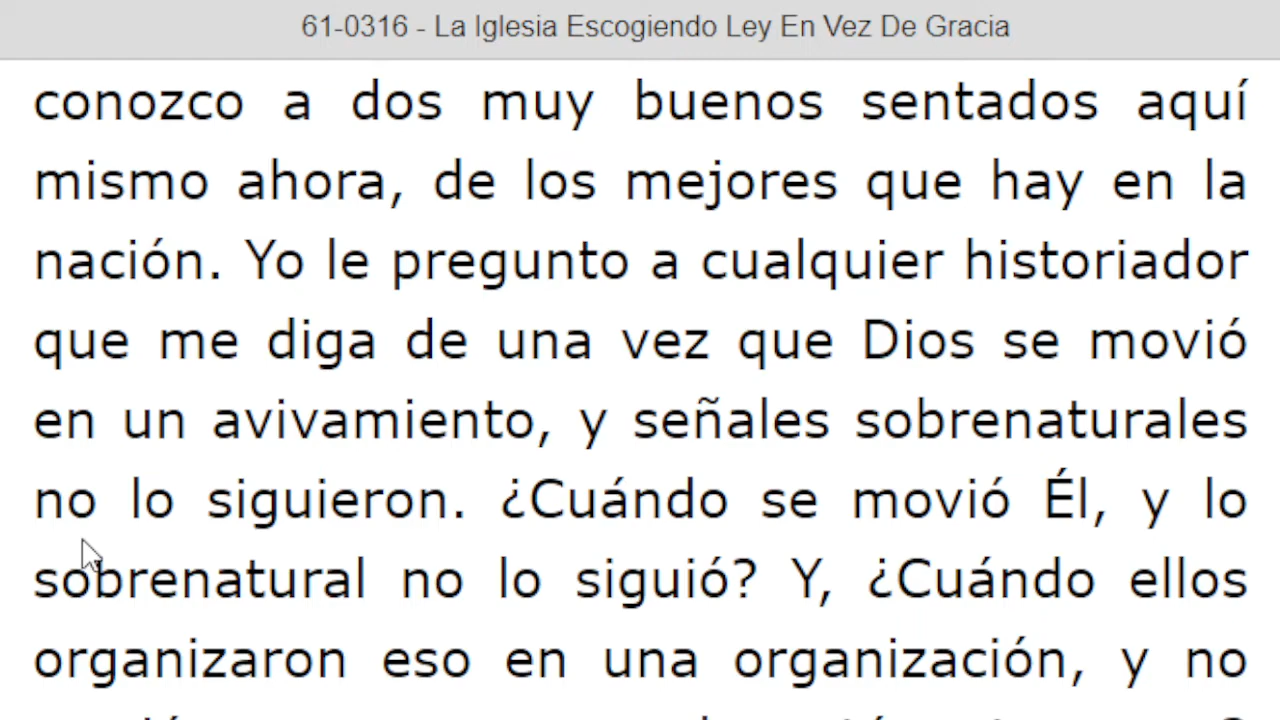 61-0316 - La Iglesia Escogiendo Ley En Vez De Gracia
conozco a dos muy buenos sentados aquí
mismo ahora, de los mejores que hay en la
nación. Yo le pregunto a cualquier historiador
que me diga de una vez que Dios se movió
en un avivamiento, y señales sobrenaturales
no lo siguieron. ¿Cuándo se movió Él, y lo
sobrenatural no lo siguió? Y, ¿Cuándo ellos
organizaron eso en una organización, y no